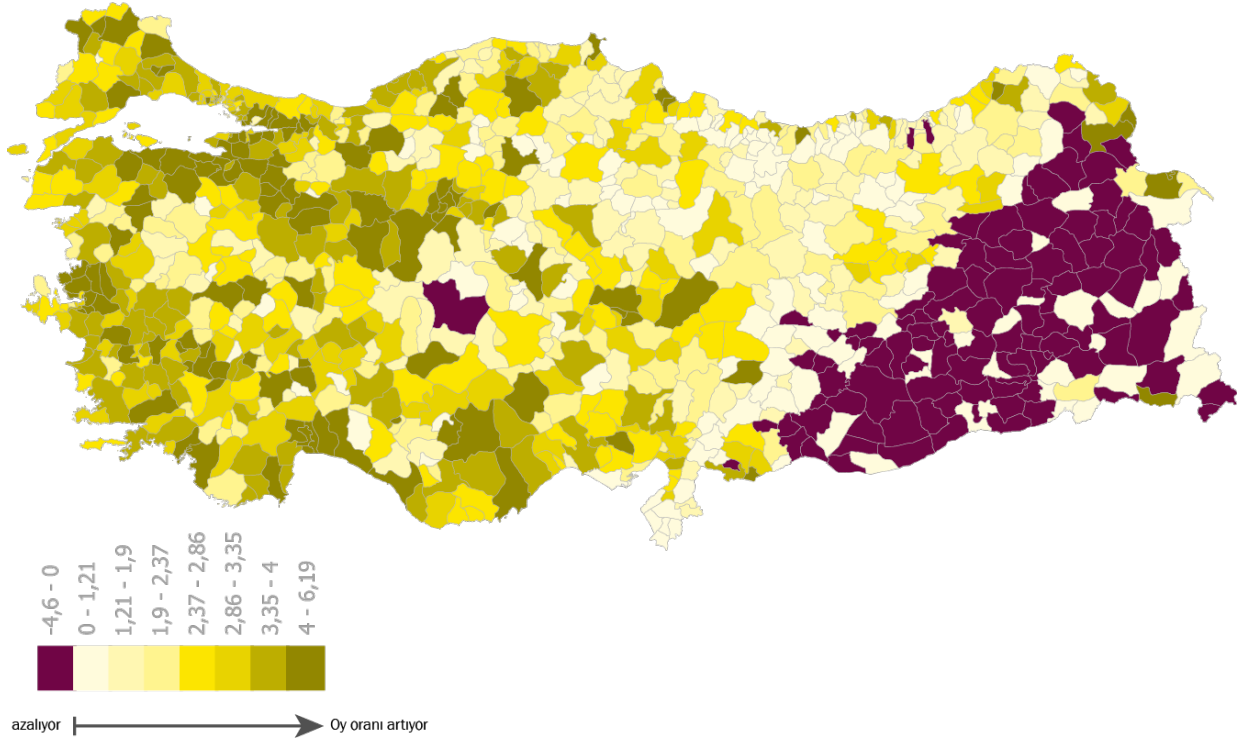 -4,6 - 0
0 - 1,21
1,21 - 1,9
1,9 - 2,37
2,37 - 2,86
2,86 - 3,35
3,35 - 4
4 - 6,19
azalıyor
Oy oranı artıyor